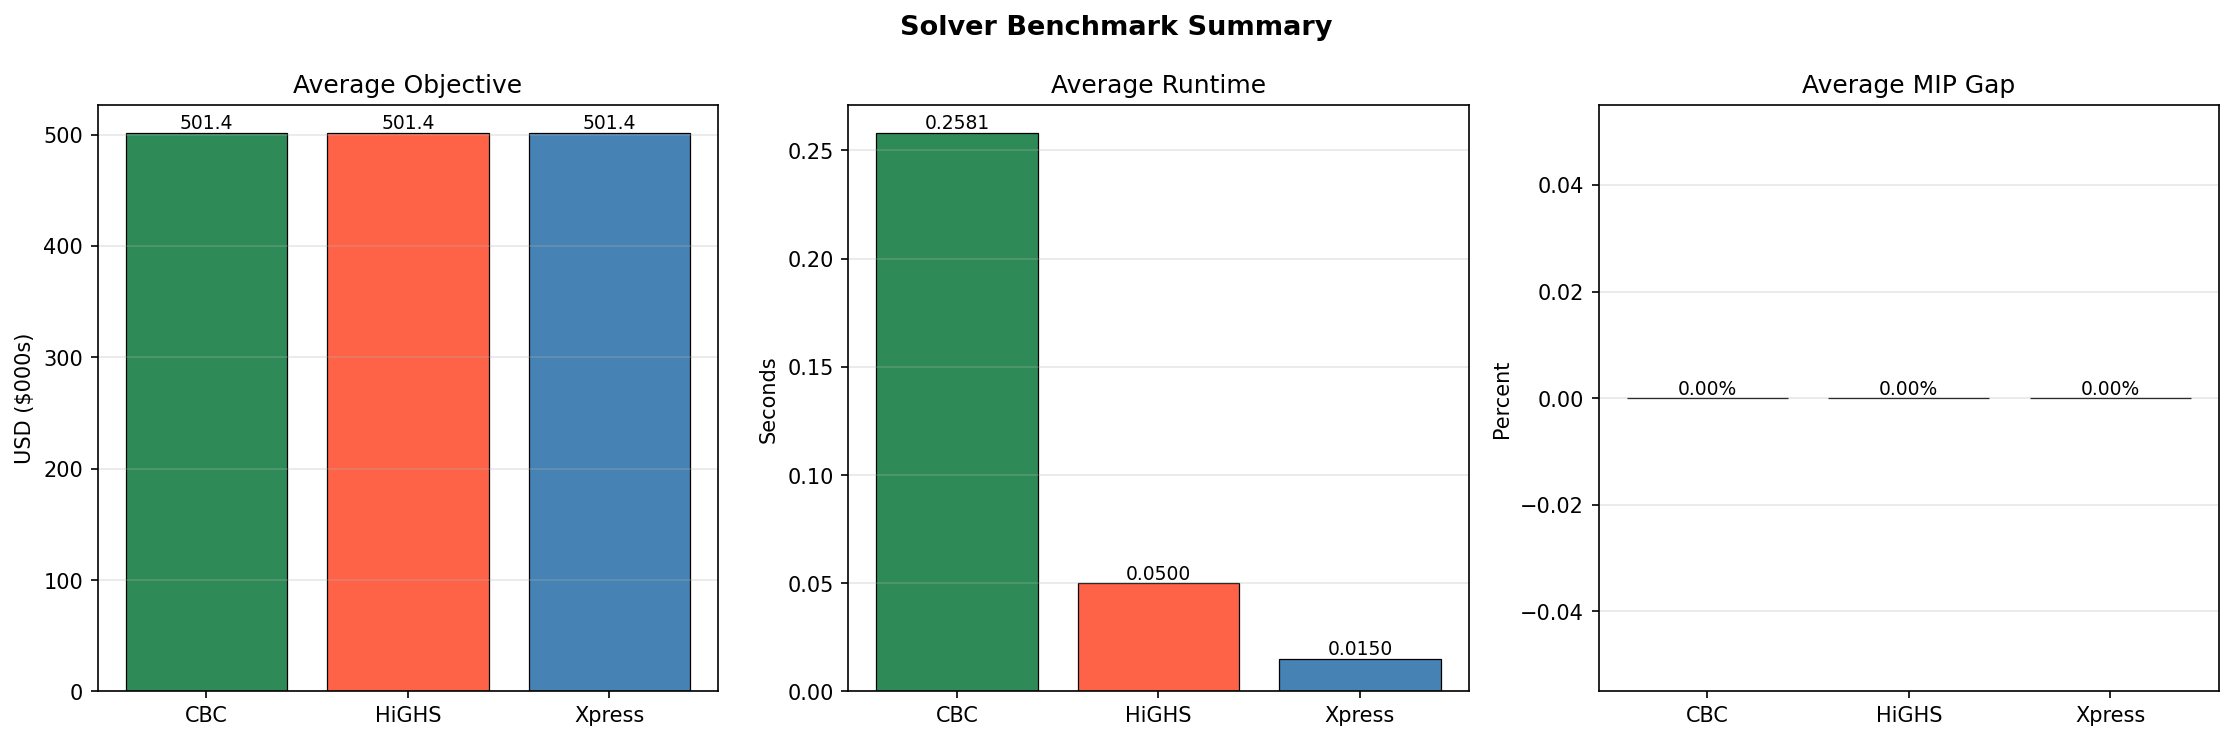 Solver Benchmark Summary
Average Objective
USD ($000s)
500
400
300
200
100
0
501.4
501.4
501.4
CBC
HiGHS
Xpress
Average Runtime
Seconds
0.25
0.20
0.15
0.10
0.05
0.00
0.2581
0.0500
0.0150
CBC
HiGHS
Xpress
Average MIP Gap
Percent
0.04
0.02
0.00
−0.02
−0.04
0.00%
0.00%
0.00%
CBC
HiGHS
Xpress